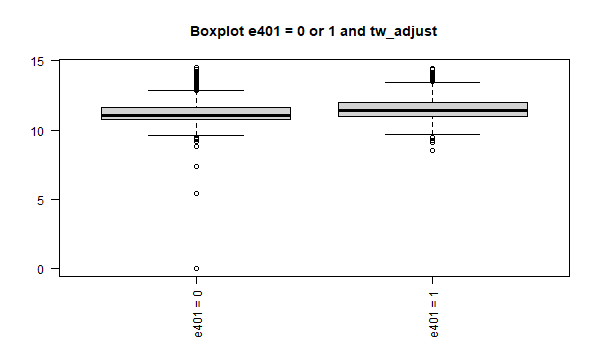 Boxplot e401 = 0 or 1 and tw_adjust
15
10
5
0
e401 = 0
e401 = 1